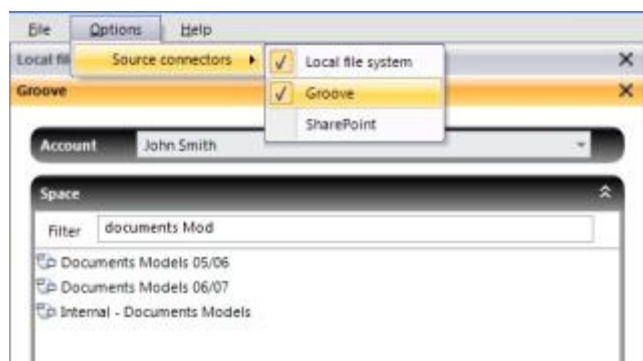 File Options Help
Local fil
Source connectors
Local file system
Groove
Groove
SharePoint
Account John Smith
Space
Filter documents Mod
Documents Models 05/06
Documents Models 06/07
Internal - Documents Models